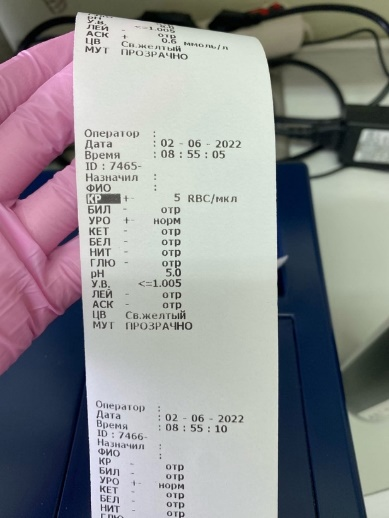 pH 5.0
У.В. <=1.005
ЛЕЙ - отр
АСК + 0.6 ммоль/л
ЦВ Св.желтый
МУТ ПРОЗРАЧНО
Оператор :
Дата : 02 - 06 - 2022
Время : 08 : 55 : 05
ID : 7465-
Назначил :
ФИО :
КР +- 5 RBC/мкл
БИЛ - отр
УРО +- норм
КЕТ - отр
БЕЛ - отр
НИТ - отр
ГЛЮ - отр
pH 5.0
У.В. <=1.005
ЛЕЙ - отр
АСК - отр
ЦВ Св.желтый
МУТ ПРОЗРАЧНО
Оператор :
Дата : 02 - 06 - 2022
Время : 08 : 55 : 10
ID : 7466-
Назначил :
ФИО :
КР - отр
БИЛ - отр
УРО +- норм
КЕТ - отр
БЕЛ - отр
НИТ - отр
ГЛЮ